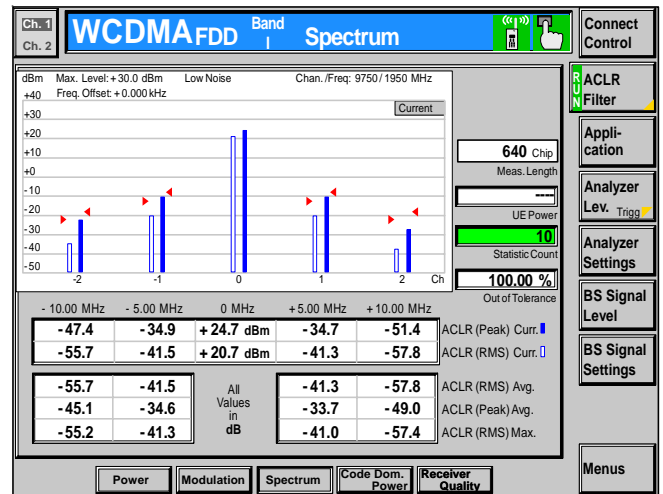 Ch. 1
Ch. 2
WCDMA FDD Band I Spectrum
Connect Control
dBm Max. Level: + 30.0 dBm Low Noise Chan. /Freq: 9750 / 1950 MHz
Freq. Offset: + 0.000 kHz
Current
+40
+30
+20
+10
+0
-10
-20
-30
-40
-50
-2 -1 0 1 2 Ch
640 Chip
Meas. Length
----
UE Power
10
Statistic Count
100.00 %
Out of Tolerance
RUN
ACLR Filter
Appli-
cation
Analyzer
Lev. Trigg
Analyzer
Settings
BS Signal
Level
BS Signal
Settings
Menus
- 10.00 MHz - 5.00 MHz 0 MHz + 5.00 MHz + 10.00 MHz
- 47.4 - 34.9 + 24.7 dBm - 34.7 - 51.4 ACLR (Peak) Curr.
- 55.7 - 41.5 + 20.7 dBm - 41.3 - 57.8 ACLR (RMS) Curr.
- 55.7 - 41.5 All - 41.3 - 57.8 ACLR (RMS) Avg.
- 45.1 - 34.6 Values in - 33.7 - 49.0 ACLR (Peak) Avg.
- 55.2 - 41.3 dB - 41.0 - 57.4 ACLR (RMS) Max.
Power Modulation Spectrum Code Dom. Power Receiver Quality